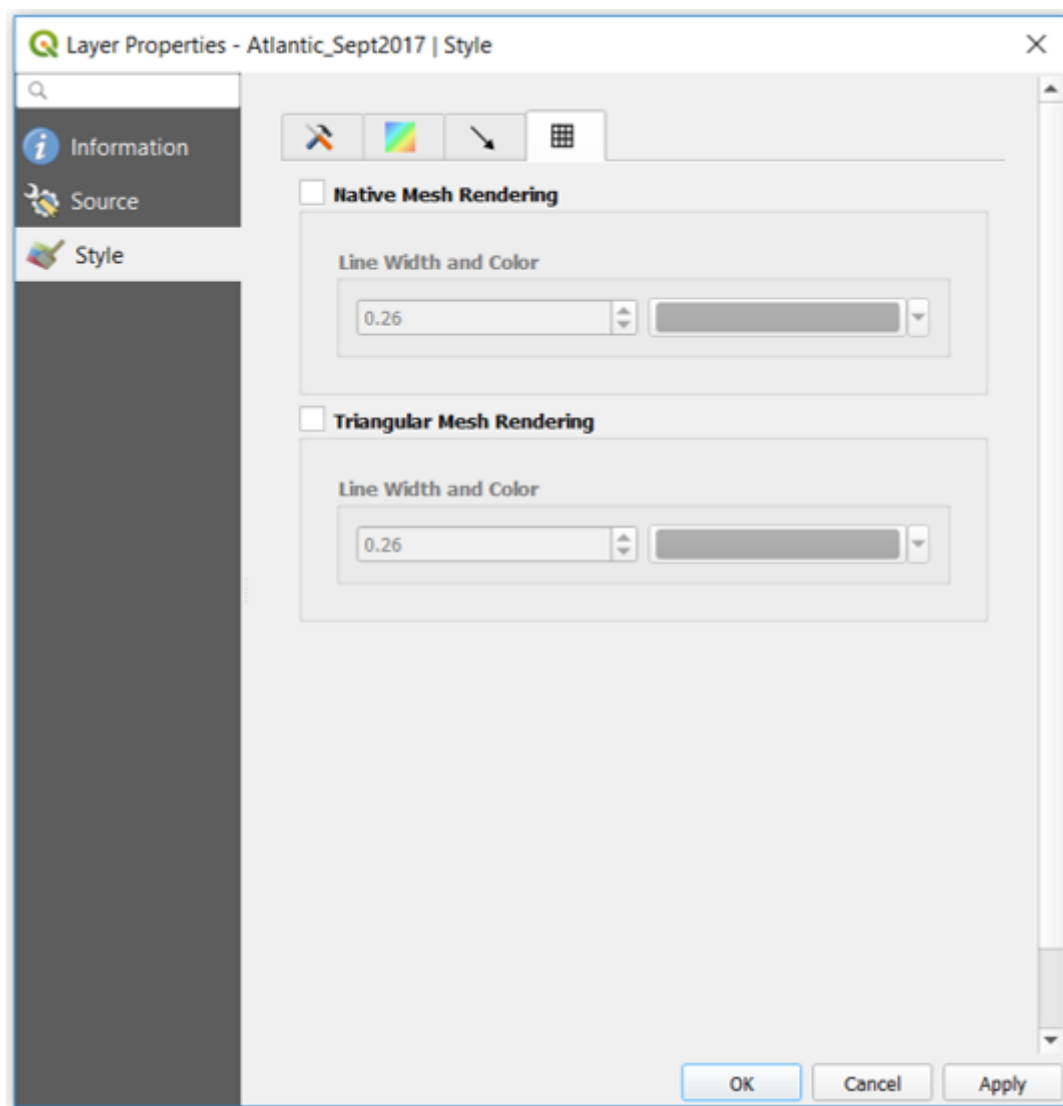 Layer Properties - Atlantic_Sept2017 | Style
Information
Source
Style
Native Mesh Rendering
Line Width and Color
0.26
Triangular Mesh Rendering
Line Width and Color
0.26
OK Cancel Apply